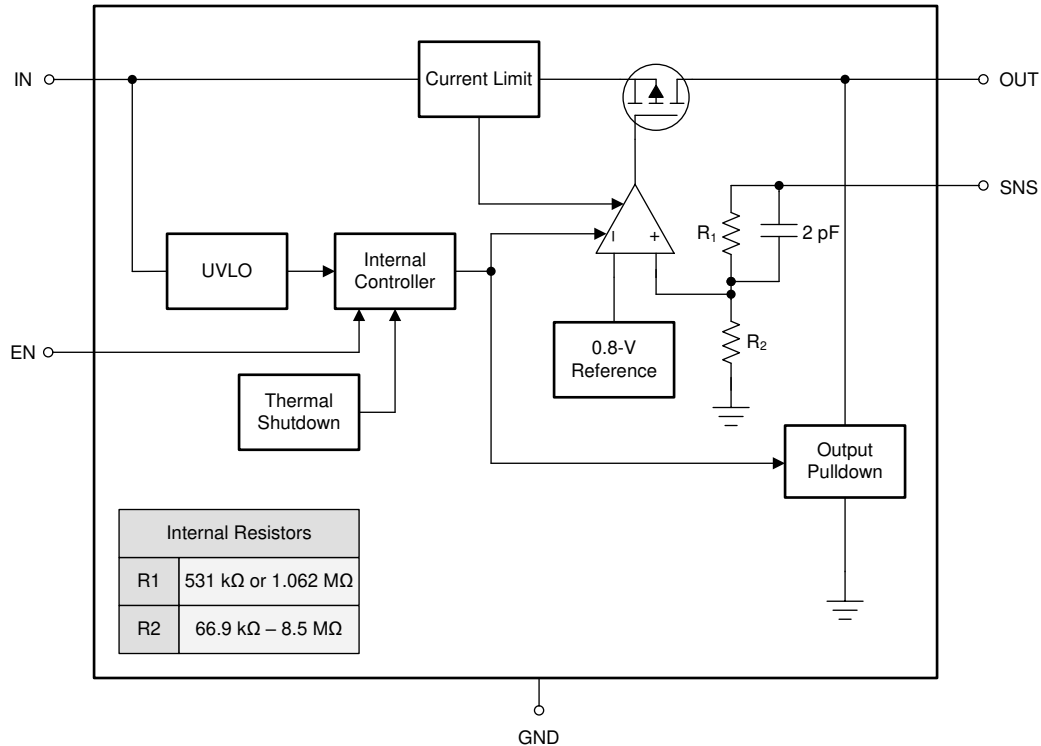 IN
Current Limit
OUT
SNS
R1
2 pF
UVLO
Internal
Controller
EN
0.8-V
Reference
R2
Thermal
Shutdown
Output
Pulldown
Internal Resistors
R1 531 kΩ or 1.062 MΩ
R2 66.9 kΩ – 8.5 MΩ
GND